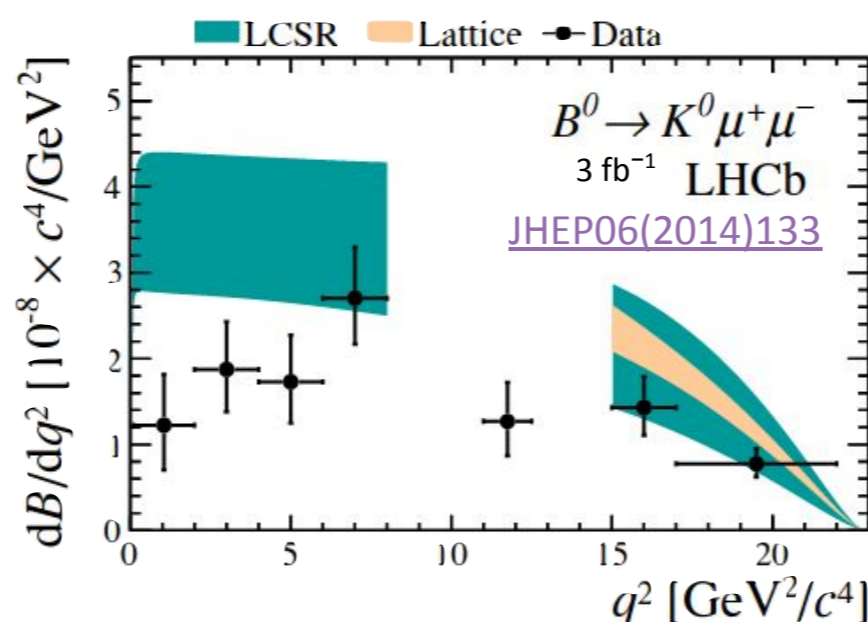 LCSR Lattice Data
dB/dq² [10⁻⁸ × c⁴/GeV²]
5
4
3
2
1
0
B⁰ → K⁰μ⁺μ⁻
3 fb⁻¹ LHCb
JHEP06(2014)133
0 5 10 15 20
q² [GeV²/c⁴]